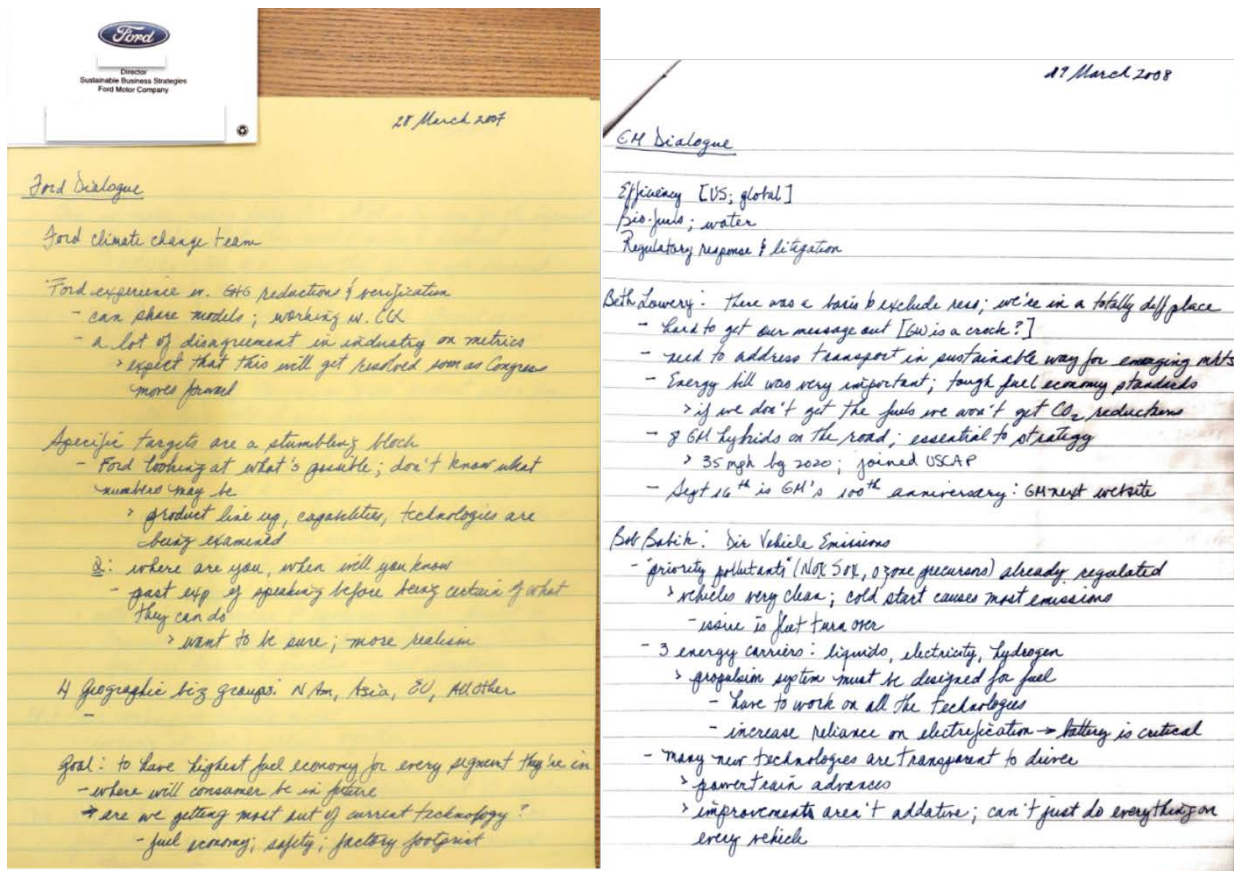 Ford
Director
Sustainable Business Strategies
Ford Motor Company
28 March 2007
Ford Dialogue
Ford climate change team
Ford experience w. GHG reductions & verification
- can share models; working w. CCX
- a lot of disagreement in industry on metrics
> expect that this will get resolved soon as Congress
moves forward
Specific targets are a stumbling block
- Ford looking at what's possible; don't know what
numbers may be
> product line up, capabilities, technologies are
being examined
Q: where are you, when will you know
- past exp of speaking before being certain of what
they can do
> want to be sure; more realism
4 Geographic biz groups: N Am, Asia, EU, All other
-
Goal: to have highest fuel economy for every segment they're in
- where will consumer be in future
→ are we getting most out of current technology?
- fuel economy; safety; factory footprint
19 March 2008
GM Dialogue
Efficiency [US; global]
Bio-fuels; water
Regulatory response & litigation
Beth Lowery: there was a basis to exclude reso; we're in a totally diff place
- hard to get our message out [GW is a crock?]
- need to address transport in sustainable way for emerging mkts
- Energy bill was very important; tough fuel economy standards
> if we don't get the fuels we won't get CO2 reductions
- 8 GM hybrids on the road; essential to strategy
> 35 mpg by 2020; joined USCAP
- Sept 16th is GM's 100th anniversary: GMnext website
Bob Babik: Dir Vehicle Emissions
- "priority pollutants" (NOx SOx, ozone precursors) already regulated
> vehicles very clean; cold start causes most emissions
- issue is fleet turn over
- 3 energy carriers: liquids, electricity, hydrogen
> propulsion system must be designed for fuel
- have to work on all the technologies
- increase reliance on electrification → battery is critical
- many new technologies are transparent to driver
> powertrain advances
> improvements aren't addative; can't just do everything on
every vehicle